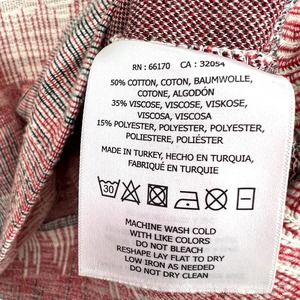 RN : 66170 CA : 32054
50% COTTON, COTON, BAUMWOLLE,
COTONE, ALGODÓN
35% VISCOSE, VISCOSE, VISKOSE,
VISCOSA, VISCOSA
15% POLYESTER, POLYESTER, POLYESTER,
POLIESTERE, POLIÉSTER
MADE IN TURKEY, HECHO EN TURQUIA,
FABRIQUÉ EN TURQUIE
30
MACHINE WASH COLD
WITH LIKE COLORS
DO NOT BLEACH
RESHAPE LAY FLAT TO DRY
LOW IRON AS NEEDED
DO NOT DRY CLEAN